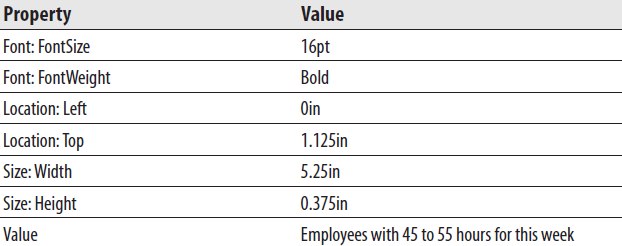 Property Value
Font: FontSize 16pt
Font: FontWeight Bold
Location: Left 0in
Location: Top 1.125in
Size: Width 5.25in
Size: Height 0.375in
Value Employees with 45 to 55 hours for this week